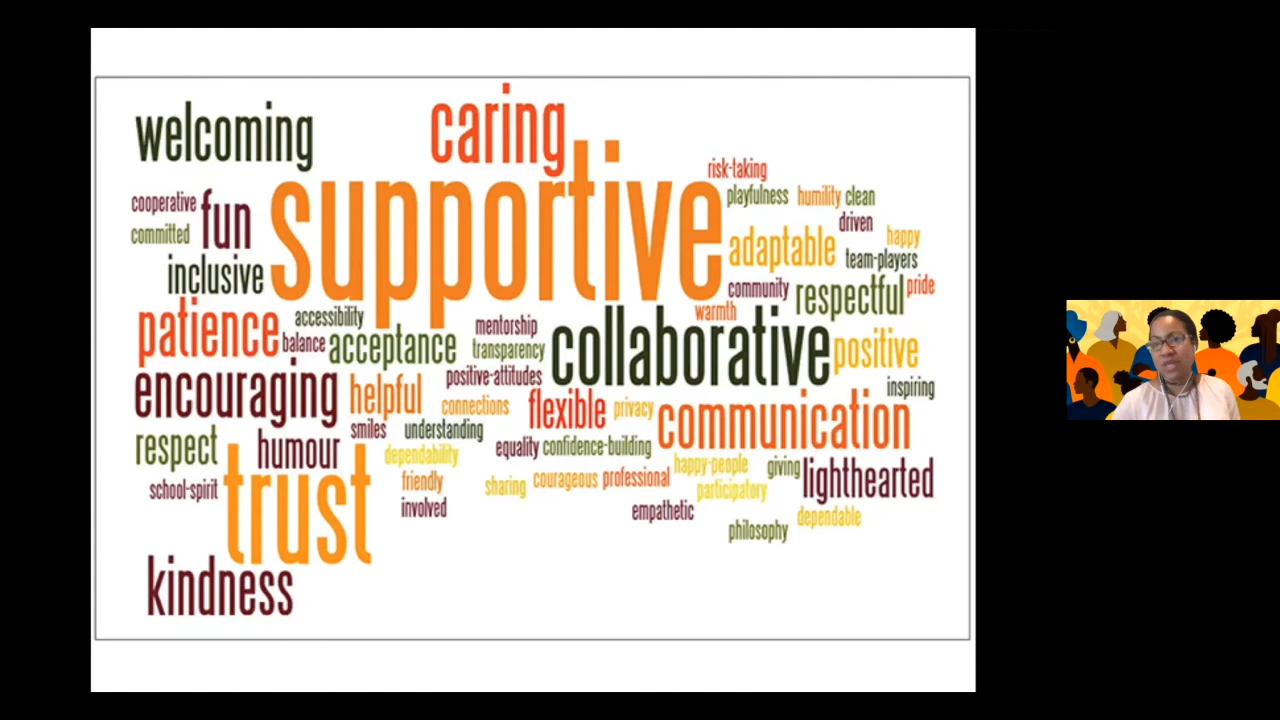 welcoming
caring
risk-taking
playfulness
humility
clean
cooperative
fun
supportive
driven
committed
adaptable
happy
team-players
inclusive
community
respectful
pride
patience
accessibility
warmth
balance
acceptance
mentorship
transparency
collaborative
positive
positive-attitudes
inspiring
encouraging
helpful
connections
flexible
privacy
communication
respect
humour
smiles
understanding
equality
confidence-building
dependability
happy-people
giving
lighthearted
school-spirit
trust
friendly
sharing
courageous
professional
participatory
involved
empathetic
dependable
philosophy
kindness